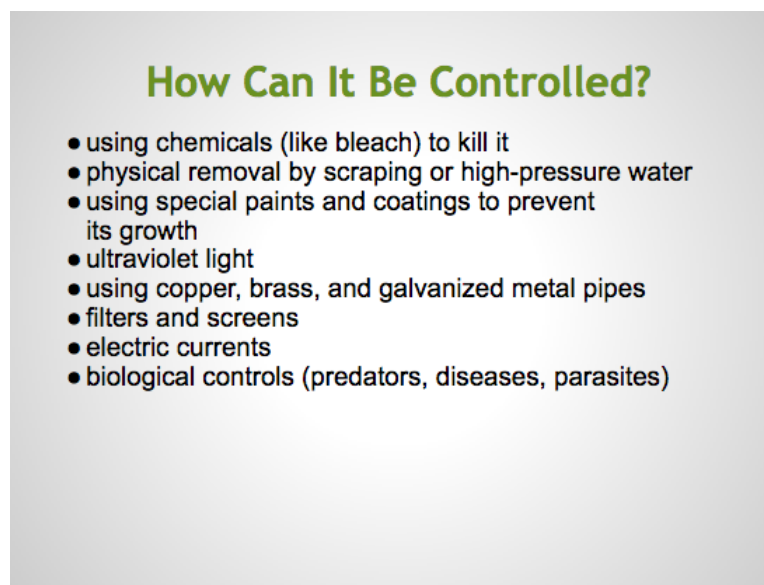 How Can It Be Controlled?
● using chemicals (like bleach) to kill it
● physical removal by scraping or high-pressure water
● using special paints and coatings to prevent
its growth
● ultraviolet light
● using copper, brass, and galvanized metal pipes
● filters and screens
● electric currents
● biological controls (predators, diseases, parasites)